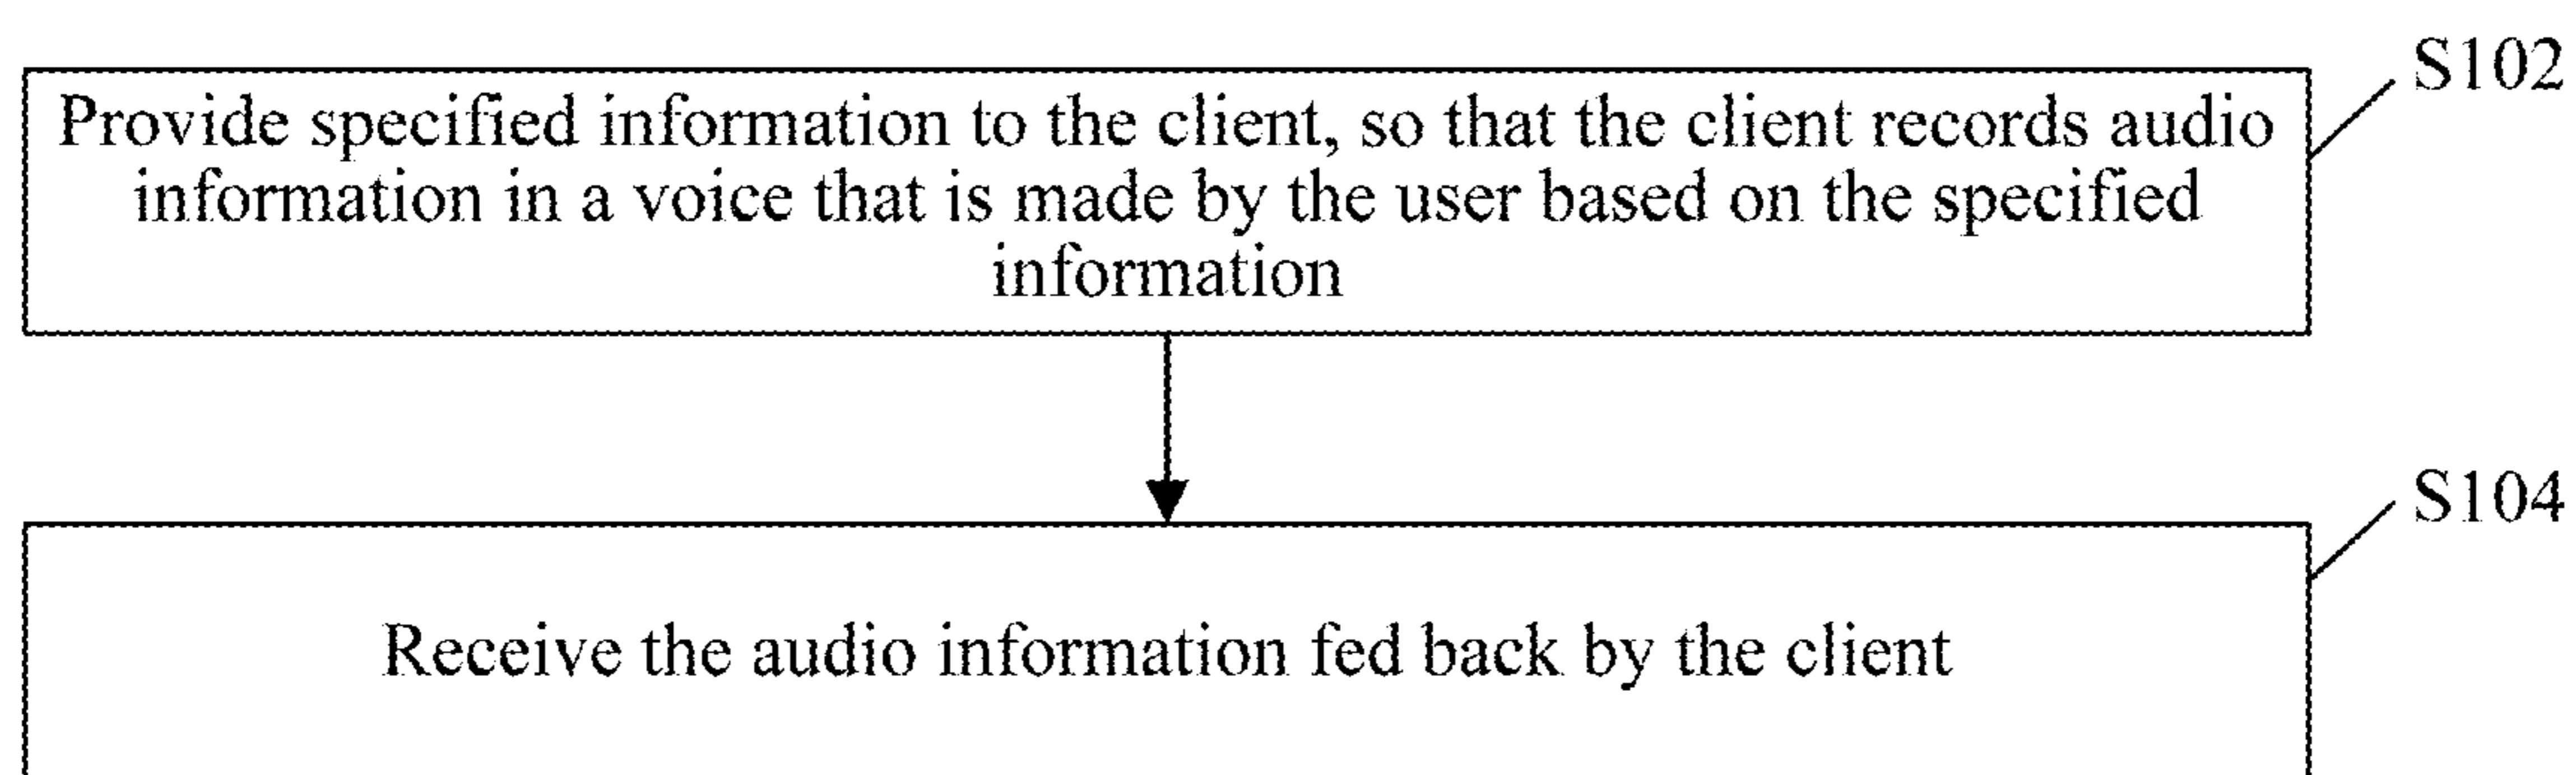 S102
Provide specified information to the client, so that the client records audio
information in a voice that is made by the user based on the specified
information
S104
Receive the audio information fed back by the client